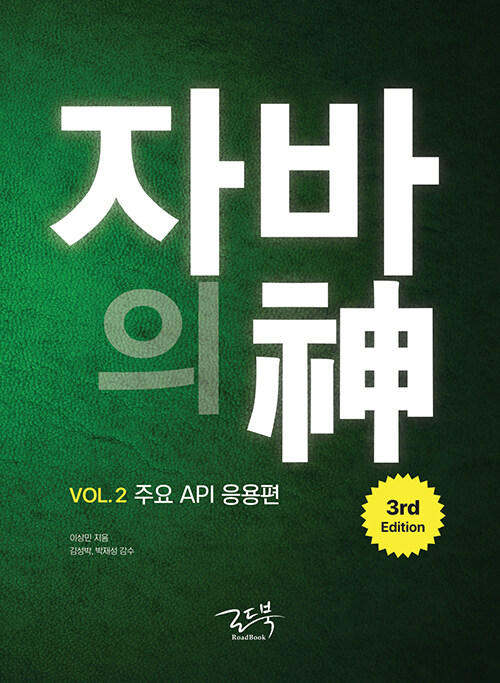 자바
의 神
VOL. 2 주요 API 응용편
3rd
Edition
이상민 지음
김성박, 박재성 감수
로드북
RoadBook